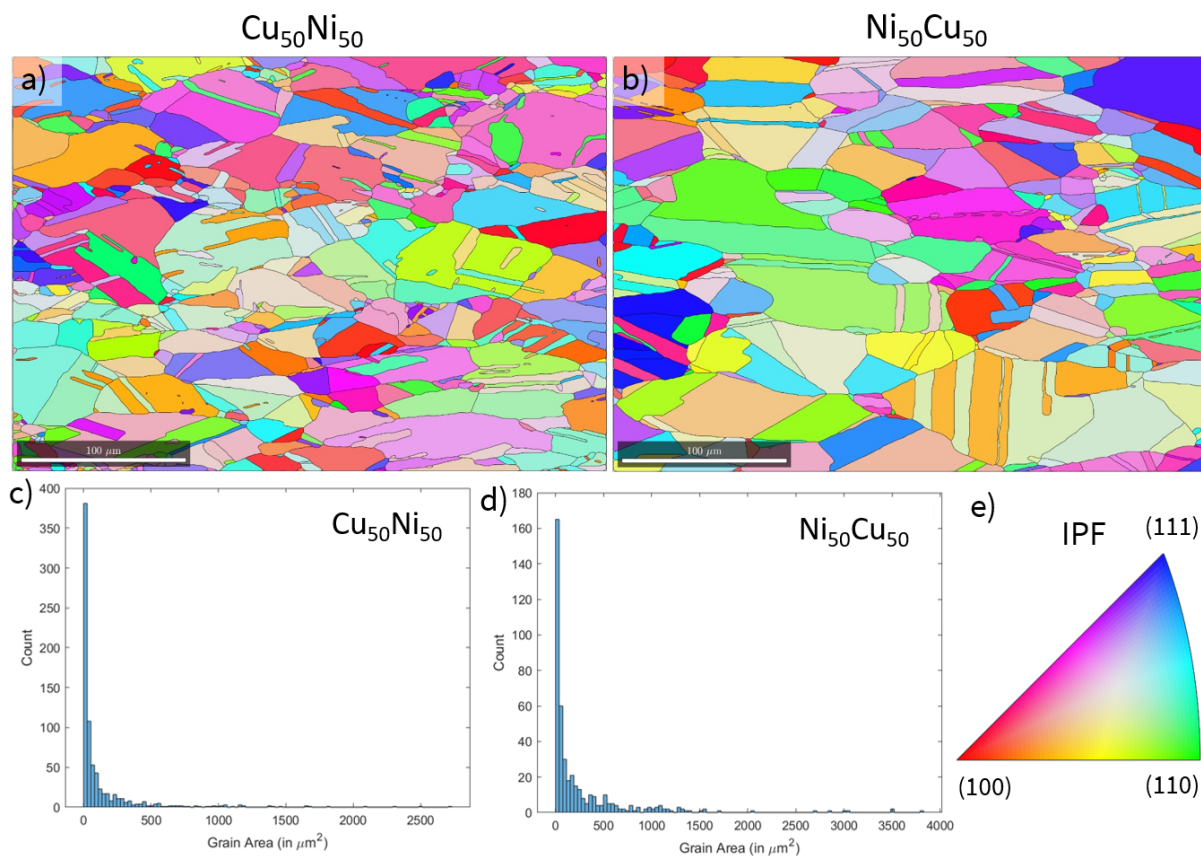 Cu₅₀Ni₅₀
Ni₅₀Cu₅₀
a)
b)
100 μm
100 μm
c)
400
350
300
250
200
150
100
50
0
Count
Cu₅₀Ni₅₀
0 500 1000 1500 2000 2500
Grain Area (in μm²)
d)
180
160
140
120
100
80
60
40
20
0
Count
Ni₅₀Cu₅₀
0 500 1000 1500 2000 2500 3000 3500 4000
Grain Area (in μm²)
e)
IPF
(111)
(100)
(110)